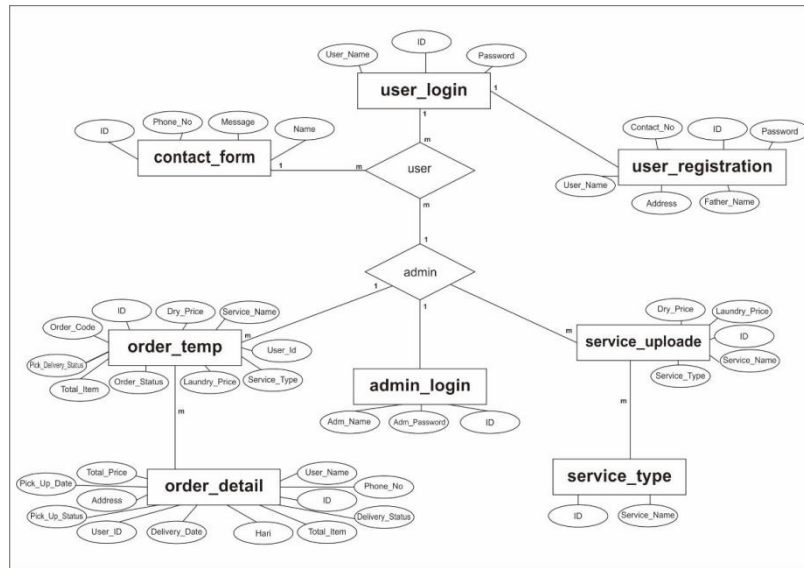 ID
User_Name
Password
user_login
1
1
m
ID
Phone_No
Message
Name
contact_form
1
m
user
m
Contact_No
ID
Password
user_registration
User_Name
Address
Father_Name
1
admin
1
1
m
m
ID
Dry_Price
Service_Name
Order_Code
order_temp
User_Id
Pick_Delivery_Status
Total_Item
Order_Status
Laundry_Price
Service_Type
m
Dry_Price
Laundry_Price
service_uploade
ID
Service_Name
Service_Type
m
admin_login
Adm_Name
Adm_Password
ID
Total_Price
User_Name
Pick_Up_Date
order_detail
Phone_No
Address
ID
Pick_Up_Status
Delivery_Status
User_ID
Delivery_Date
Hari
Total_Item
service_type
ID
Service_Name